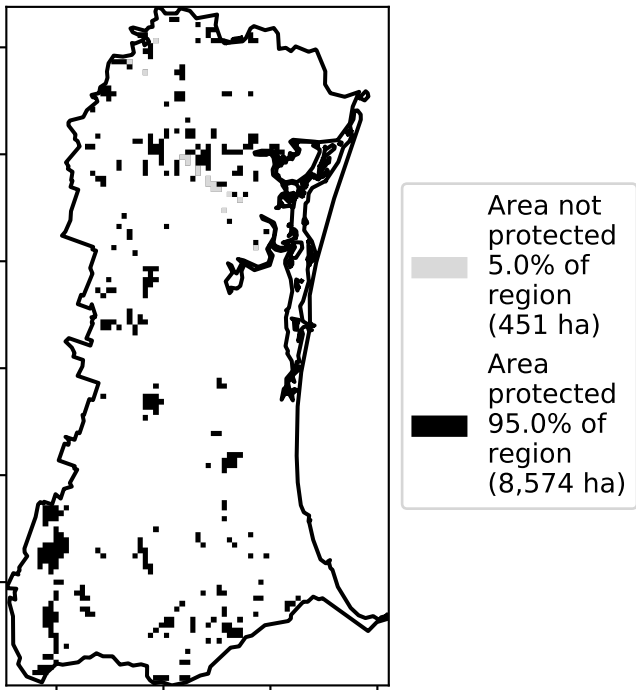 Area not
protected
5.0% of
region
(451 ha)
Area
protected
95.0% of
region
(8,574 ha)